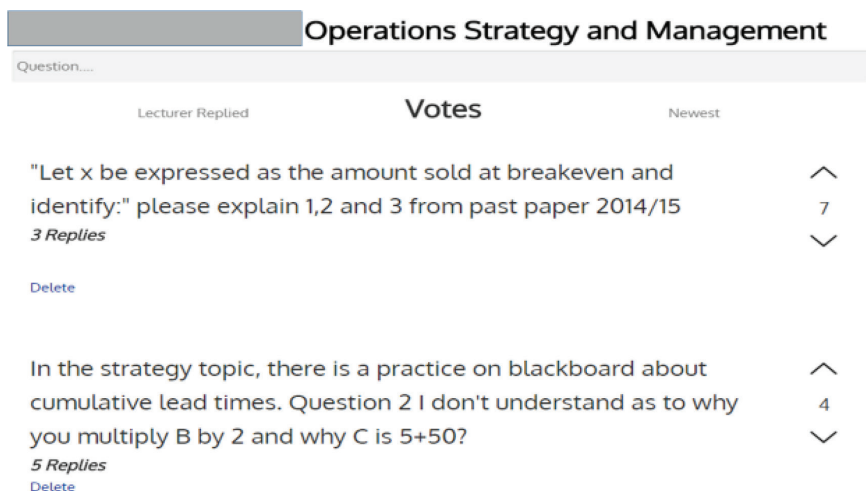 Operations Strategy and Management
Question....
Lecturer Replied Votes Newest
"Let x be expressed as the amount sold at breakeven and
identify:" please explain 1,2 and 3 from past paper 2014/15
7
3 Replies
Delete
In the strategy topic, there is a practice on blackboard about
cumulative lead times. Question 2 I don't understand as to why
4
you multiply B by 2 and why C is 5+50?
5 Replies
Delete